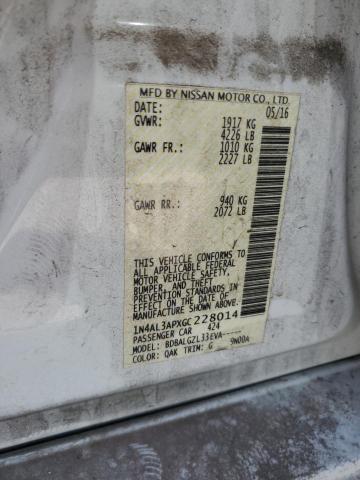 MFD BY NISSAN MOTOR CO., LTD.
DATE: 05/16
GVWR: 1917 KG
4226 LB
GAWR FR.: 1010 KG
2227 LB
GAWR RR.: 940 KG
2072 LB
THIS VEHICLE CONFORMS TO
ALL APPLICABLE FEDERAL
MOTOR VEHICLE SAFETY,
BUMPER, AND THEFT
PREVENTION STANDARDS IN
EFFECT ON THE DATE OF
MANUFACTURE SHOWN ABOVE.
1N4AL3APXGC228014
PASSENGER CAR 424
MODEL: BDBALGZL33EVA-----
COLOR: QAK TRIM: G 9N00A